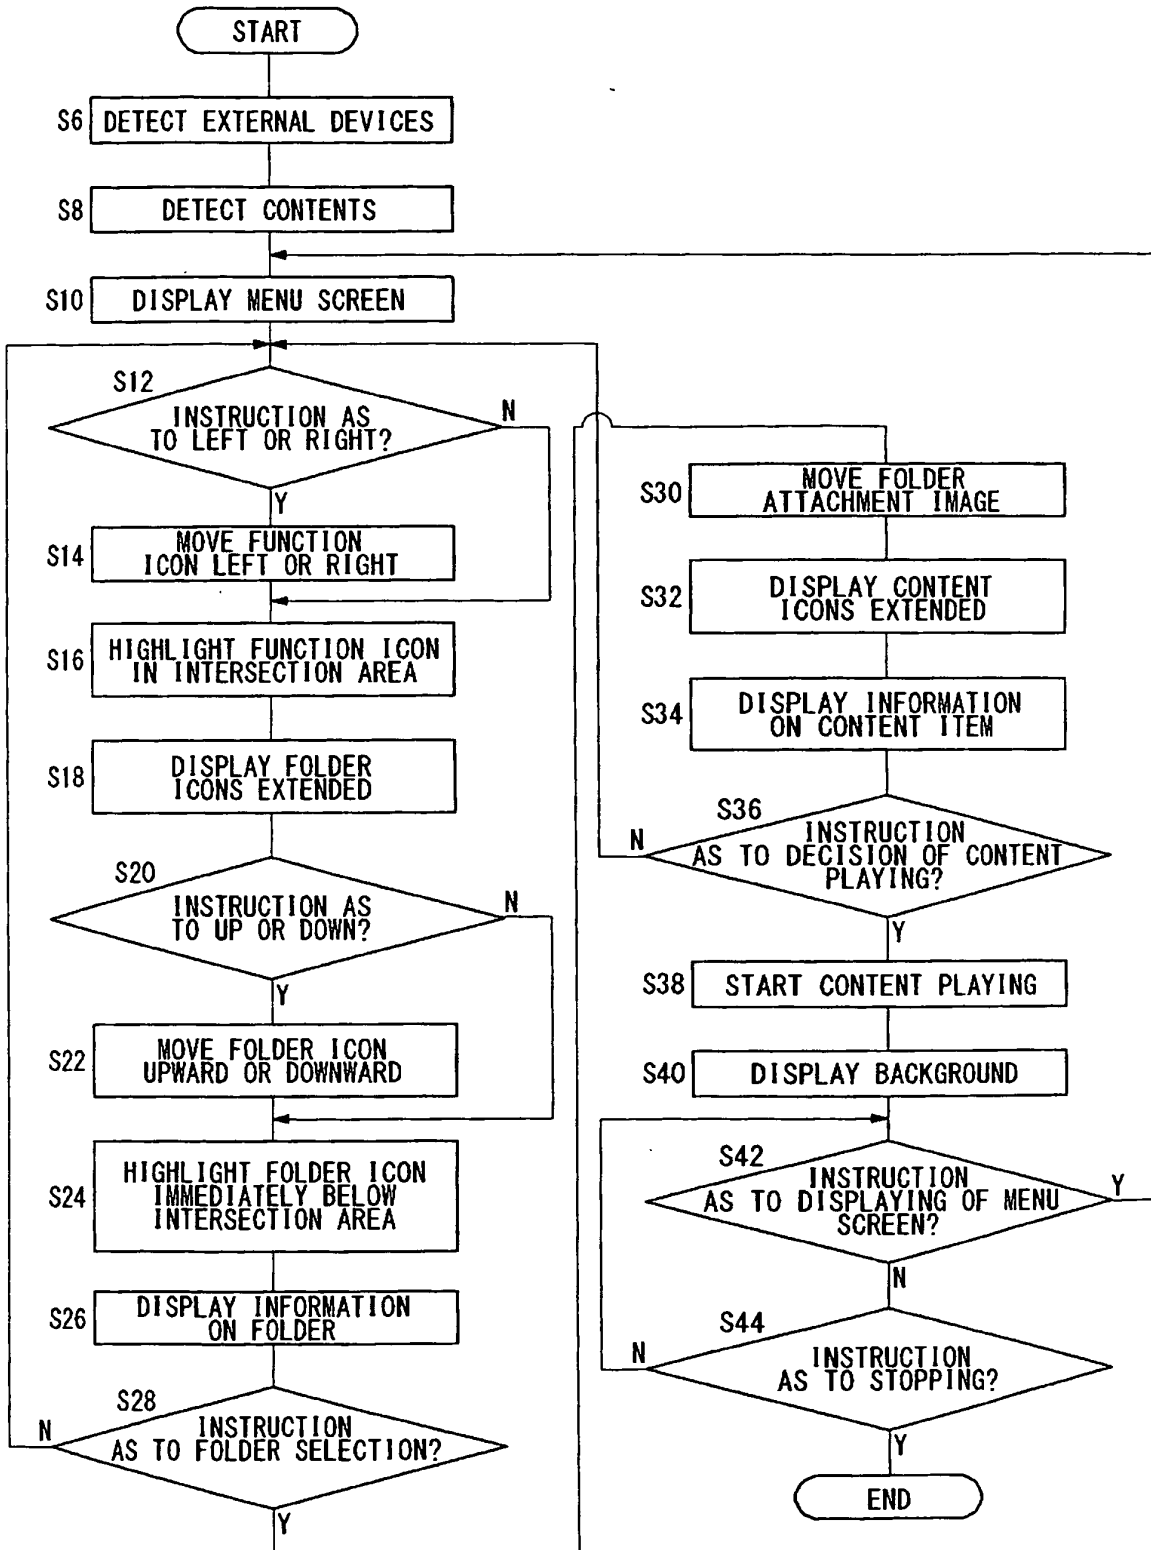 START
S6
DETECT EXTERNAL DEVICES
S8
DETECT CONTENTS
S10
DISPLAY MENU SCREEN
S12
INSTRUCTION AS
TO LEFT OR RIGHT?
N
Y
S14
MOVE FUNCTION
ICON LEFT OR RIGHT
S16
HIGHLIGHT FUNCTION ICON
IN INTERSECTION AREA
S18
DISPLAY FOLDER
ICONS EXTENDED
S20
INSTRUCTION AS
TO UP OR DOWN?
N
Y
S22
MOVE FOLDER ICON
UPWARD OR DOWNWARD
S24
HIGHLIGHT FOLDER ICON
IMMEDIATELY BELOW
INTERSECTION AREA
S26
DISPLAY INFORMATION
ON FOLDER
S28
INSTRUCTION
AS TO FOLDER SELECTION?
N
Y
S30
MOVE FOLDER
ATTACHMENT IMAGE
S32
DISPLAY CONTENT
ICONS EXTENDED
S34
DISPLAY INFORMATION
ON CONTENT ITEM
S36
INSTRUCTION
AS TO DECISION OF CONTENT
PLAYING?
N
Y
S38
START CONTENT PLAYING
S40
DISPLAY BACKGROUND
S42
INSTRUCTION
AS TO DISPLAYING OF MENU
SCREEN?
Y
N
S44
INSTRUCTION
AS TO STOPPING?
N
Y
END